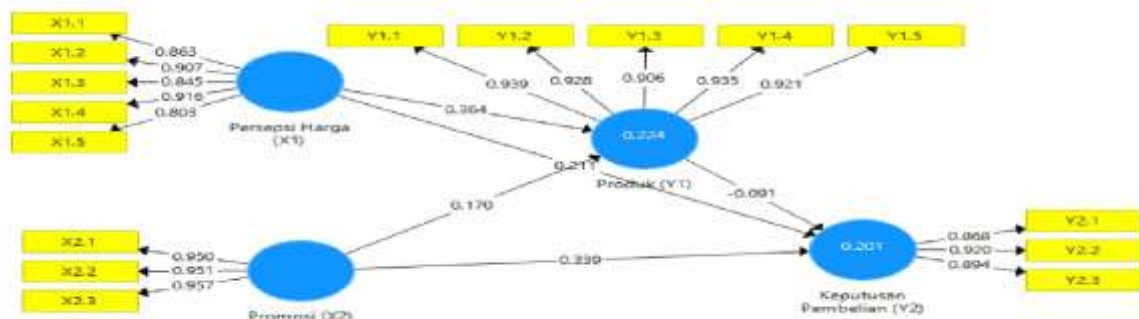 X1.1
X1.2
X1.3
X1.4
X1.5
0.863
0.907
0.845
0.916
0.803
Persepsi Harga
(X1)
Y1.1
Y1.2
Y1.3
Y1.4
Y1.5
0.939
0.928
0.906
0.935
0.921
0.364
0.234
Produk (Y1)
0.211
0.170
-0.091
0.339
X2.1
X2.2
X2.3
0.950
0.951
0.957
Promosi (X2)
0.201
Keputusan
Pembelian (Y2)
0.868
0.920
0.894
Y2.1
Y2.2
Y2.3